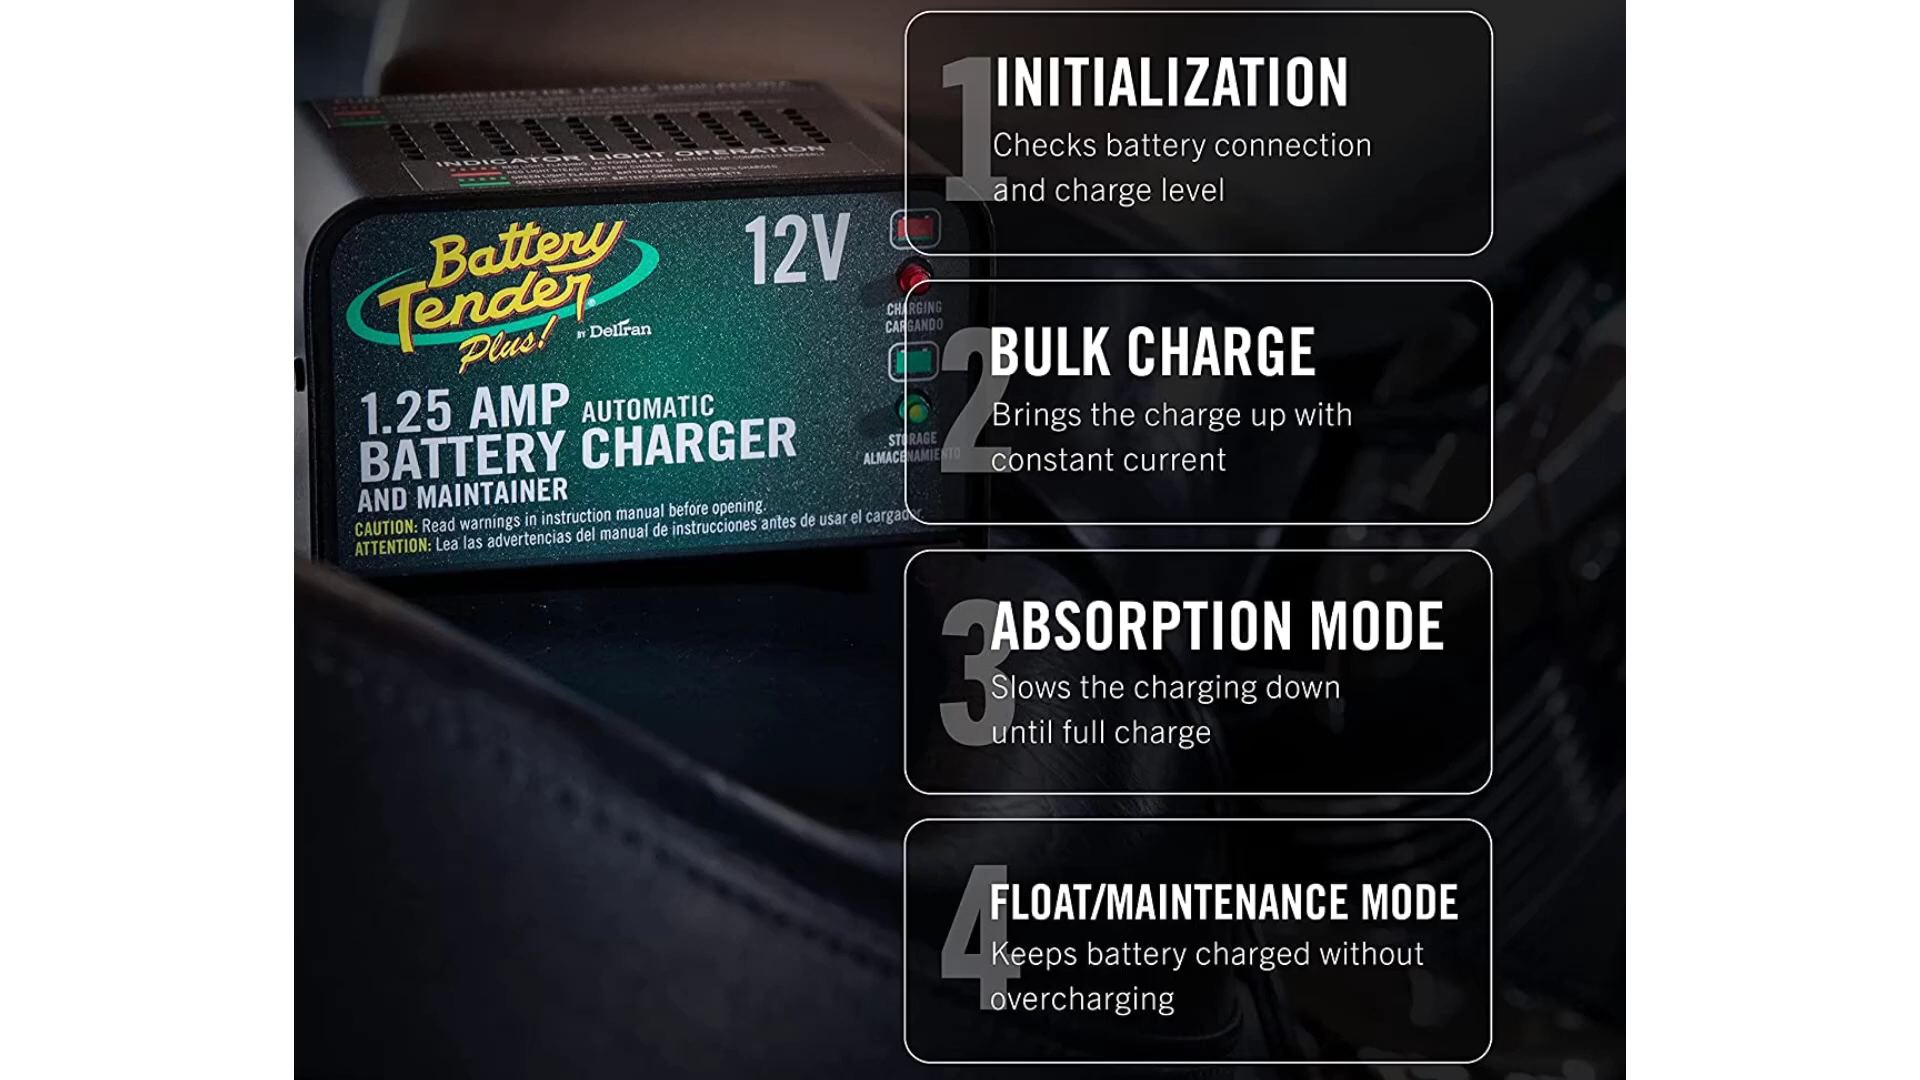 INDICATOR LIGHT OPERATION
Battery
Tender
Plus!
BY Deltran
12V
CHARGING
CARGANDO
STORAGE
ALMACENAMIENTO
1.25 AMP AUTOMATIC
BATTERY CHARGER
AND MAINTAINER
CAUTION: Read warnings in instruction manual before opening.
ATTENTION: Lea las advertencias del manual de instrucciones antes de usar el cargador.
1
INITIALIZATION
Checks battery connection
and charge level
2
BULK CHARGE
Brings the charge up with
constant current
3
ABSORPTION MODE
Slows the charging down
until full charge
4
FLOAT/MAINTENANCE MODE
Keeps battery charged without
overcharging